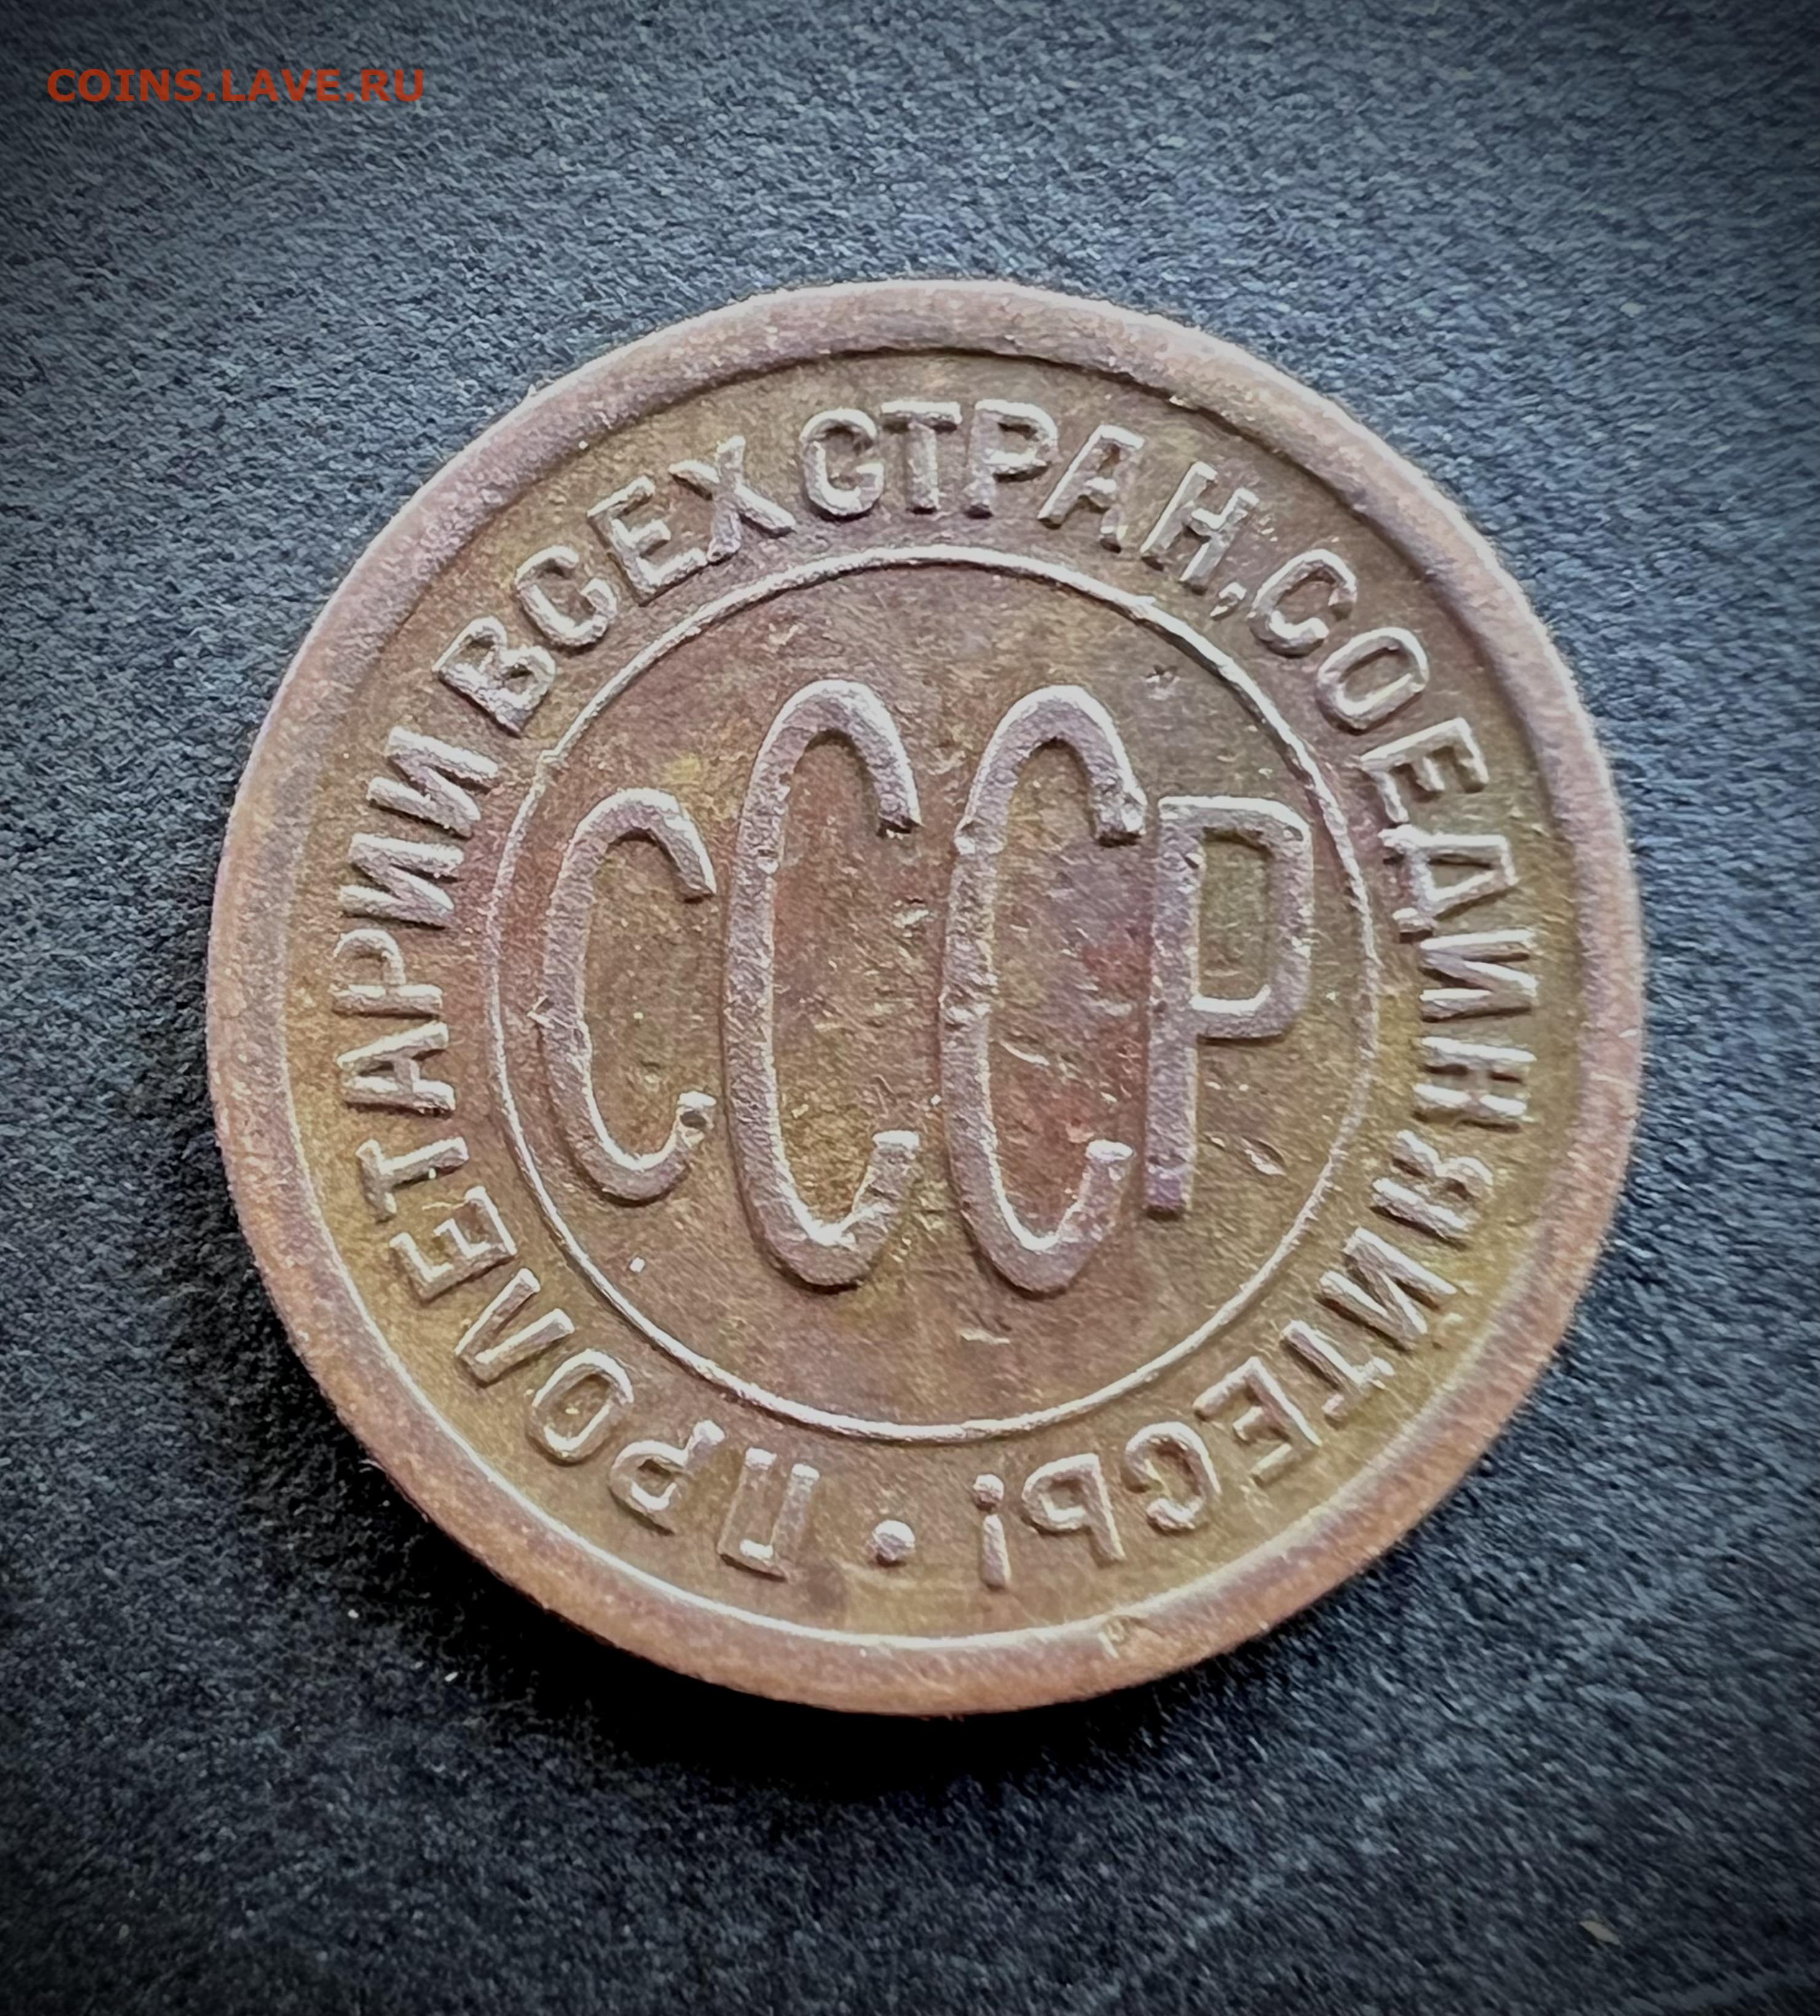 COINS.LAVE.RU
ПРОЛЕТАРИИ ВСЕХ СТРАН, СОЕДИНЯЙТЕСЬ! •
СССР